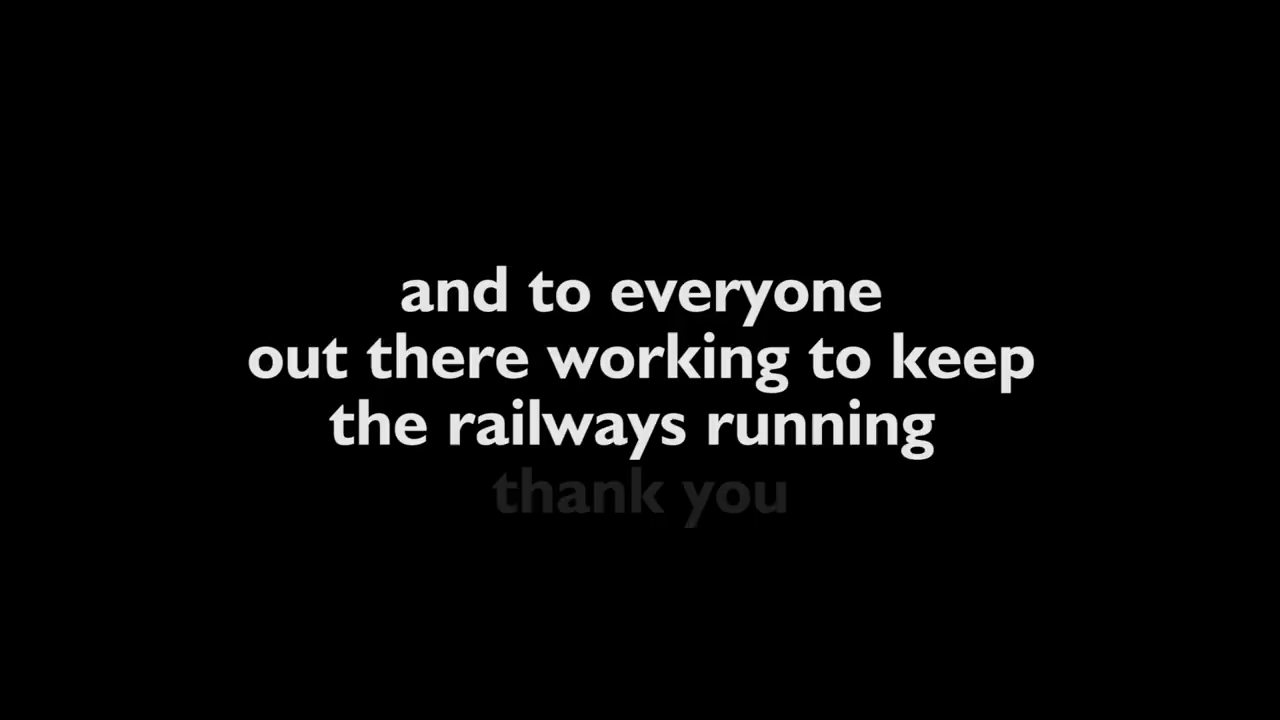 and to everyone
out there working to keep
the railways running
thank you